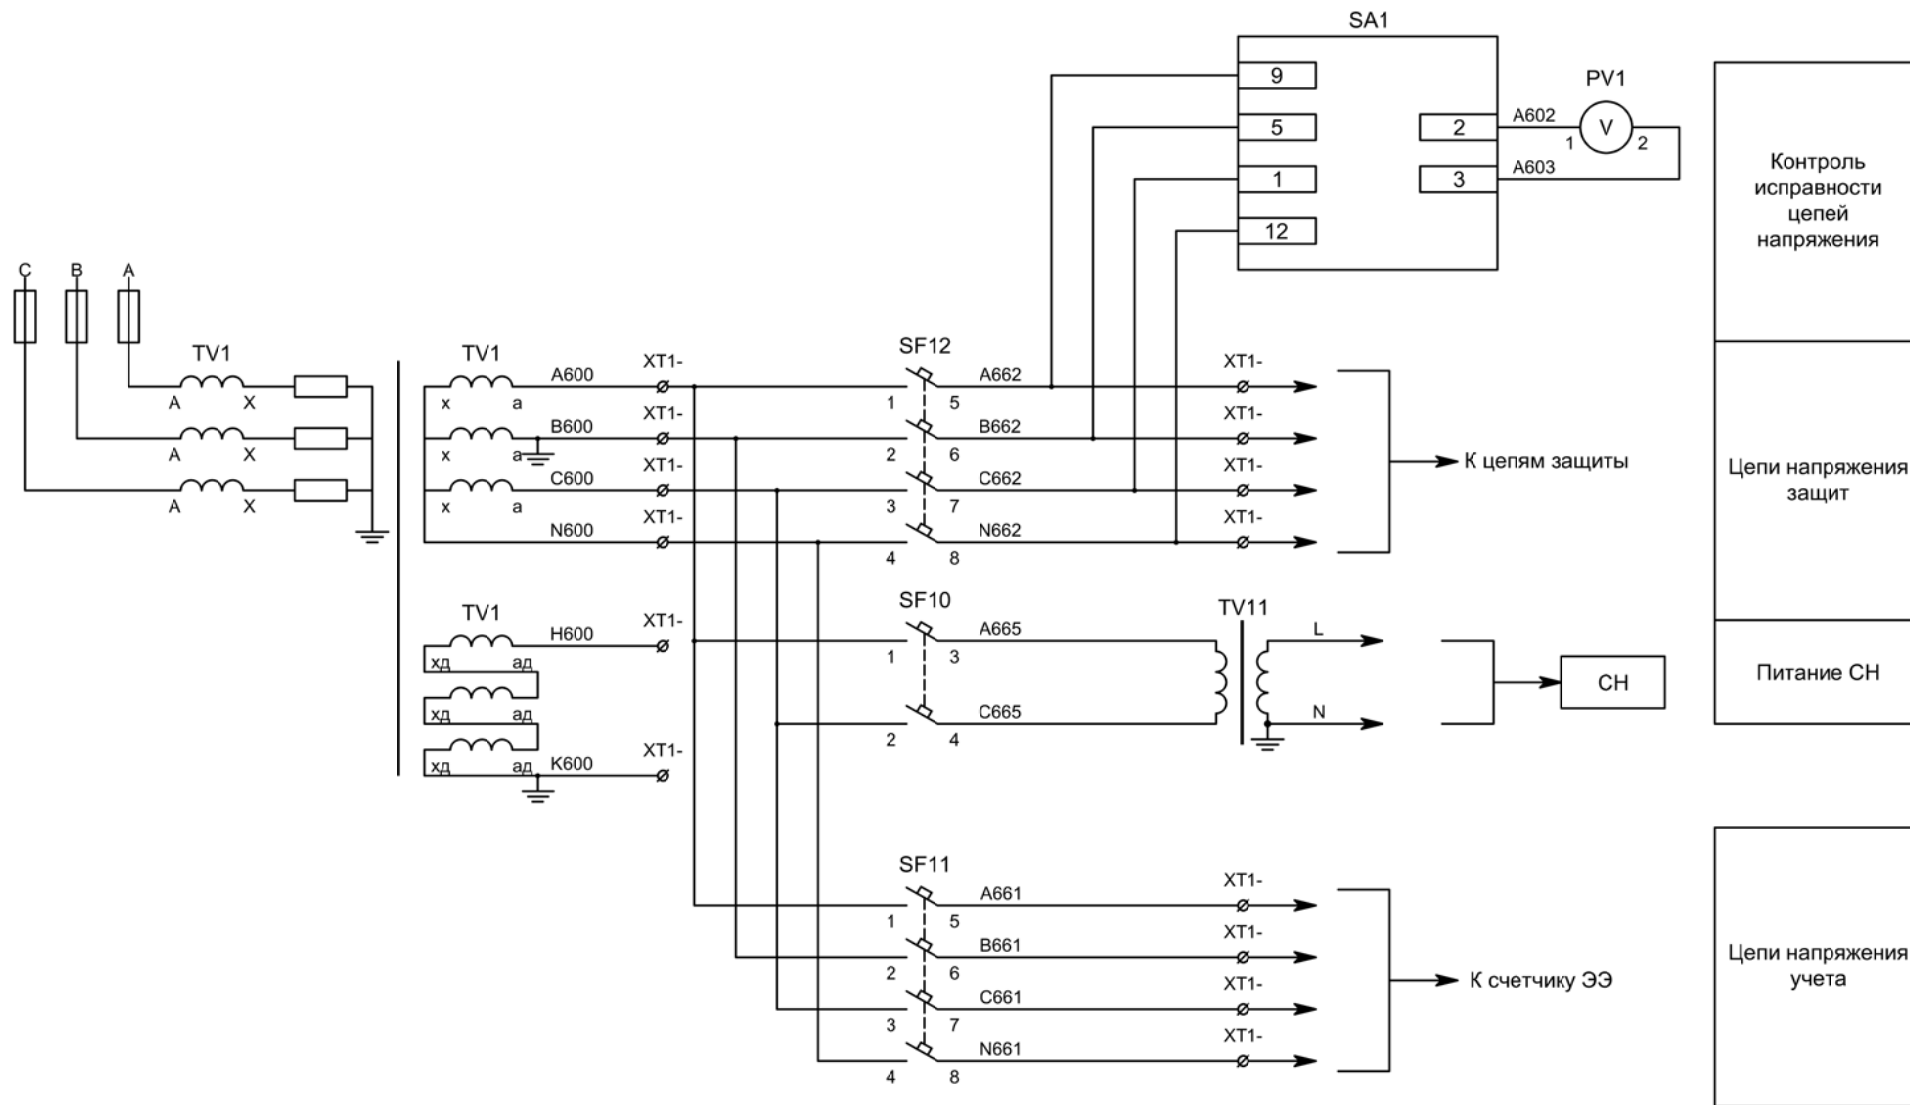 SA1
9
5
1
12
2
3
A602
A603
PV1
1
V
2
Контроль
исправности
цепей
напряжения
C
B
A
TV1
A
X
A
X
A
X
TV1
x
a
x
a
x
a
A600
B600
C600
N600
XT1-
XT1-
XT1-
XT1-
SF12
1
5
2
6
3
7
4
8
A662
B662
C662
N662
XT1-
XT1-
XT1-
XT1-
К цепям защиты
Цепи напряжения
защит
TV1
хд
ад
хд
ад
хд
ад
H600
K600
XT1-
XT1-
SF10
1
3
2
4
A665
C665
TV11
L
N
СН
Питание СН
SF11
1
5
2
6
3
7
4
8
A661
B661
C661
N661
XT1-
XT1-
XT1-
XT1-
К счетчику ЭЭ
Цепи напряжения
учета